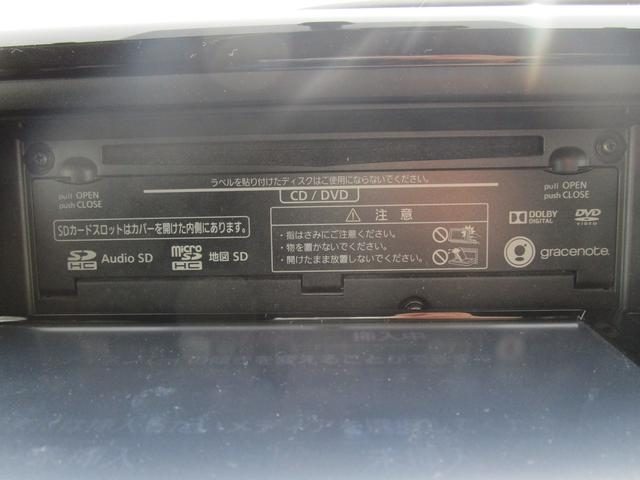 ラベルを貼り付けたディスクはご使用にならないでください。
pull OPEN
push CLOSE
CD / DVD
pull OPEN
push CLOSE
SDカードスロットはカバーを開けた内側にあります。
⚠ 注 意
・指はさみにご注意ください。
・物を置かないでください。
・開けたまま放置しないでください。
DOLBY
DIGITAL
DVD
VIDEO
SD
HC
Audio SD
micro
SD
HC
地図 SD
gracenote.